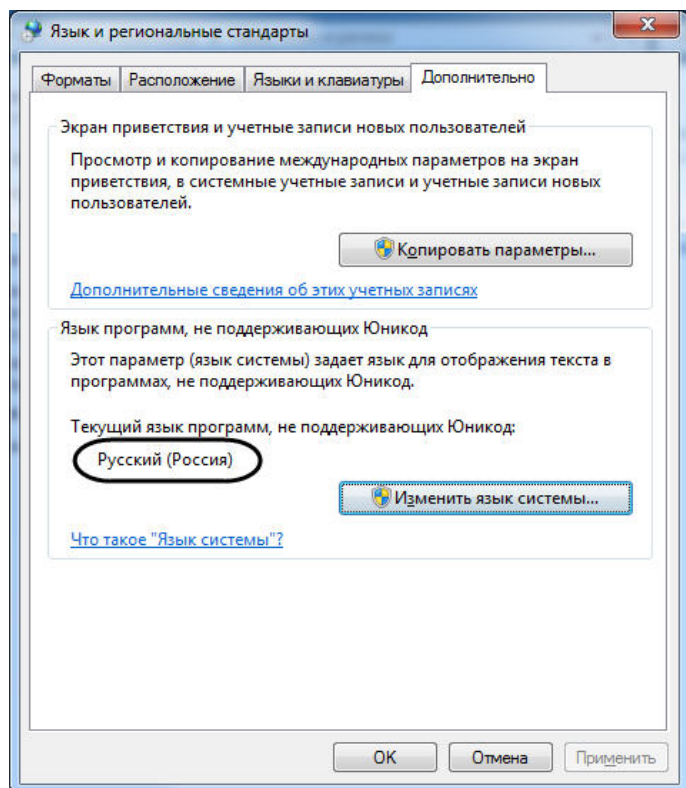 Язык и региональные стандарты
Форматы
Расположение
Языки и клавиатуры
Дополнительно
Экран приветствия и учетные записи новых пользователей
Просмотр и копирование международных параметров на экран
приветствия, в системные учетные записи и учетные записи новых
пользователей.
Копировать параметры...
Дополнительные сведения об этих учетных записях
Язык программ, не поддерживающих Юникод
Этот параметр (язык системы) задает язык для отображения текста в
программах, не поддерживающих Юникод.
Текущий язык программ, не поддерживающих Юникод:
Русский (Россия)
Изменить язык системы...
Что такое "Язык системы"?
ОК
Отмена
Применить